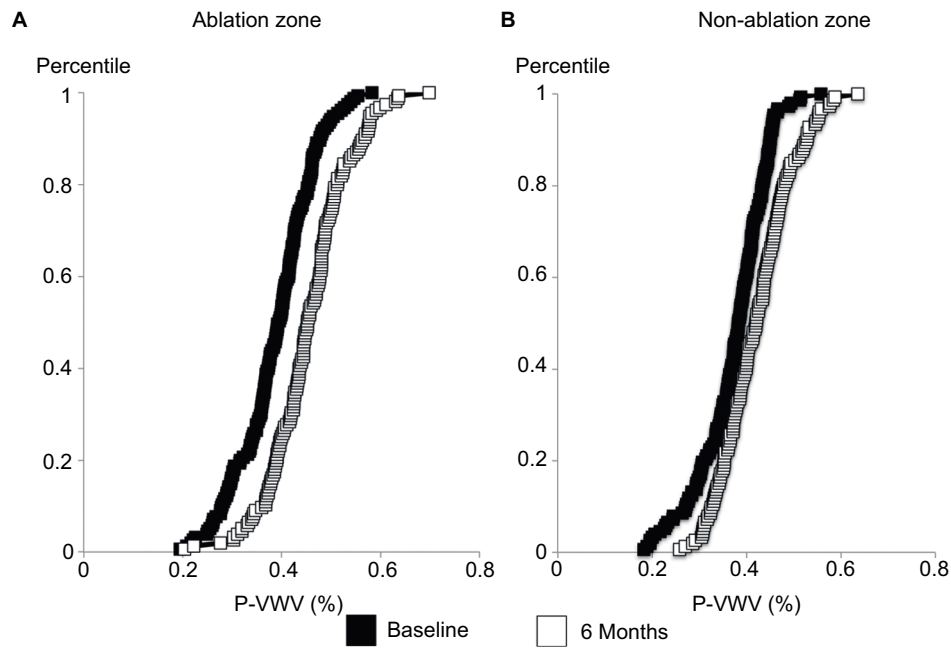 A Ablation zone
Percentile
1
0.8
0.6
0.4
0.2
0
0 0.2 0.4 0.6 0.8
P-VWV (%)
B Non-ablation zone
Percentile
1
0.8
0.6
0.4
0.2
0
0 0.2 0.4 0.6 0.8
P-VWV (%)
Baseline 6 Months